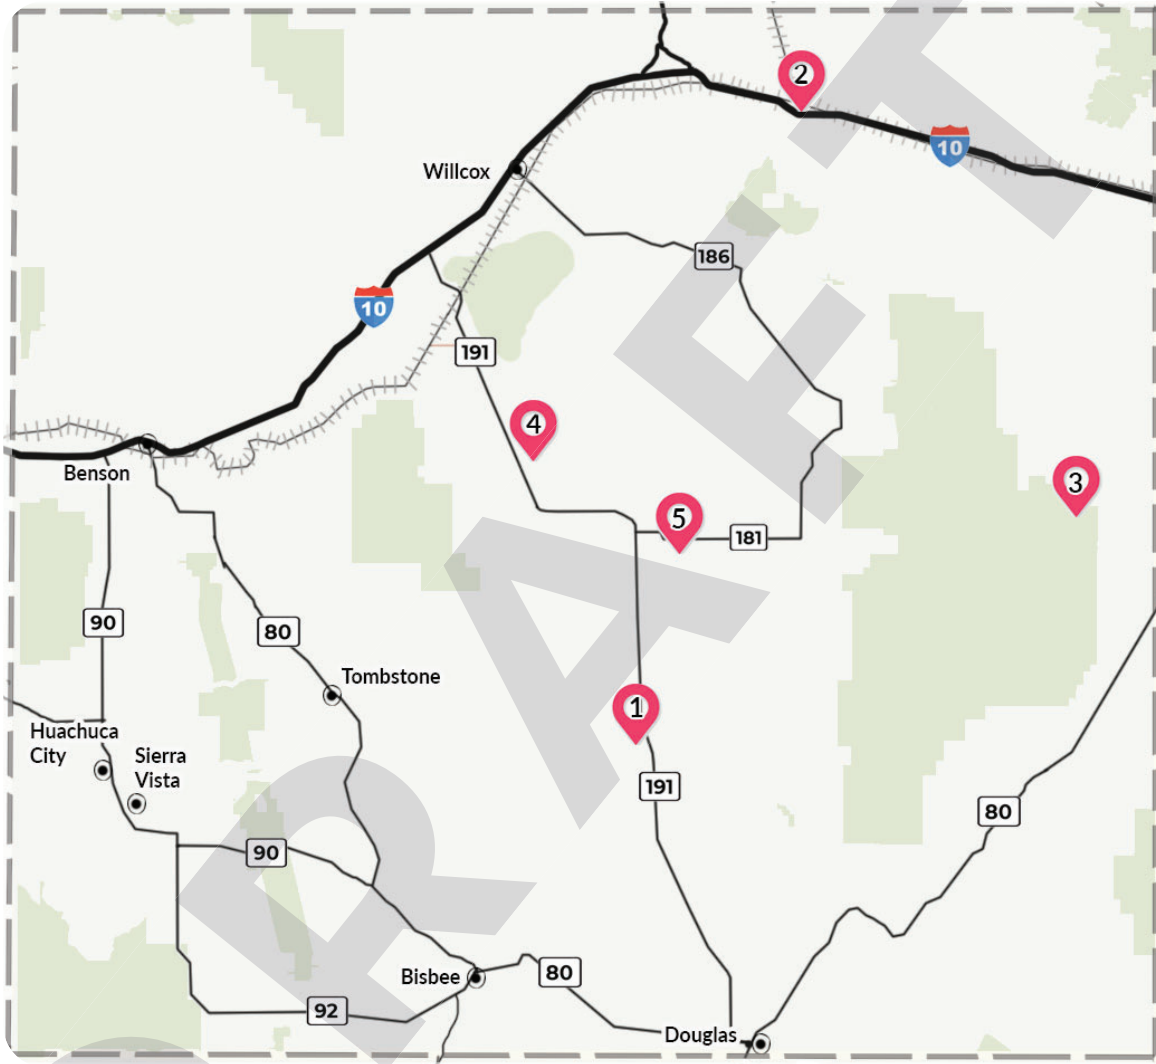 2
10
Willcox
186
10
191
4
3
Benson
5
181
90
80
Tombstone
1
Huachuca
City
Sierra
Vista
191
80
90
Bisbee
80
92
Douglas
DRAFT